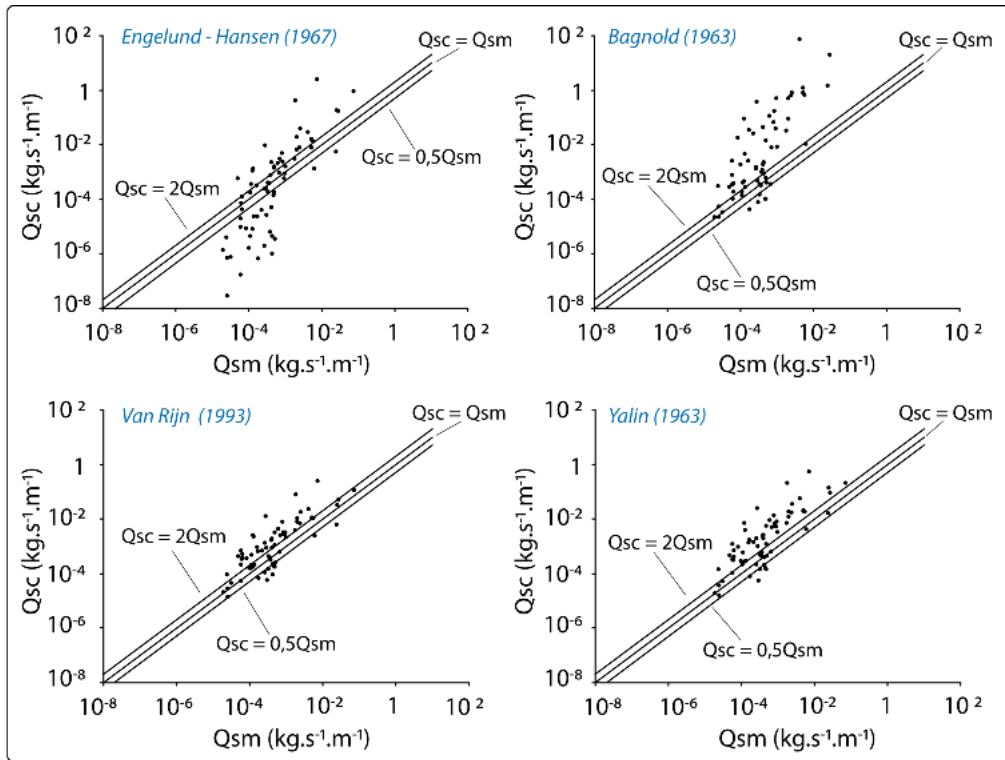 Engelund - Hansen (1967)
Qsc = Qsm
Qsc = 2Qsm
Qsc = 0,5Qsm
Qsc (kg.s⁻¹.m⁻¹)
10 ²
1
10⁻²
10⁻⁴
10⁻⁶
10⁻⁸
10⁻⁸ 10⁻⁶ 10⁻⁴ 10⁻² 1 10 ²
Qsm (kg.s⁻¹.m⁻¹)
Bagnold (1963)
Qsc = Qsm
Qsc = 2Qsm
Qsc = 0,5Qsm
Qsc (kg.s⁻¹.m⁻¹)
10 ²
1
10⁻²
10⁻⁴
10⁻⁶
10⁻⁸
10⁻⁸ 10⁻⁶ 10⁻⁴ 10⁻² 1 10 ²
Qsm (kg.s⁻¹.m⁻¹)
Van Rijn (1993)
Qsc = Qsm
Qsc = 2Qsm
Qsc = 0,5Qsm
Qsc (kg.s⁻¹.m⁻¹)
10 ²
1
10⁻²
10⁻⁴
10⁻⁶
10⁻⁸
10⁻⁸ 10⁻⁶ 10⁻⁴ 10⁻² 1 10 ²
Qsm (kg.s⁻¹.m⁻¹)
Yalin (1963)
Qsc = Qsm
Qsc = 2Qsm
Qsc = 0,5Qsm
Qsc (kg.s⁻¹.m⁻¹)
10 ²
1
10⁻²
10⁻⁴
10⁻⁶
10⁻⁸
10⁻⁸ 10⁻⁶ 10⁻⁴ 10⁻² 1 10 ²
Qsm (kg.s⁻¹.m⁻¹)